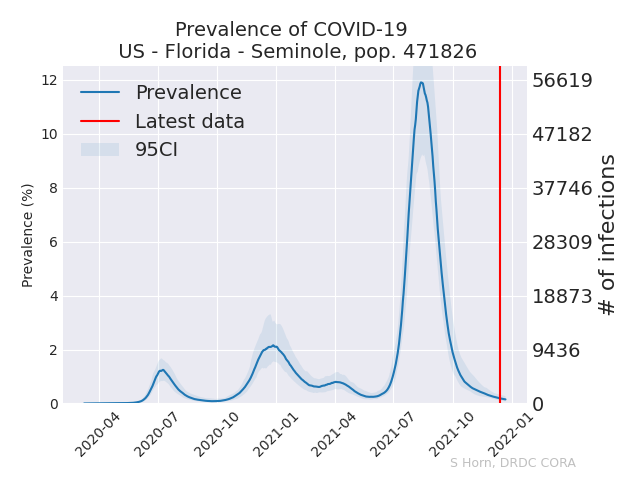 Prevalence of COVID-19
US - Florida - Seminole, pop. 471826
Prevalence
Latest data
95CI
Prevalence (%)
12
10
8
6
4
2
0
56619
47182
37746
28309
18873
9436
0
# of infections
2020-04
2020-07
2020-10
2021-01
2021-04
2021-07
2021-10
2022-01
S Horn, DRDC CORA